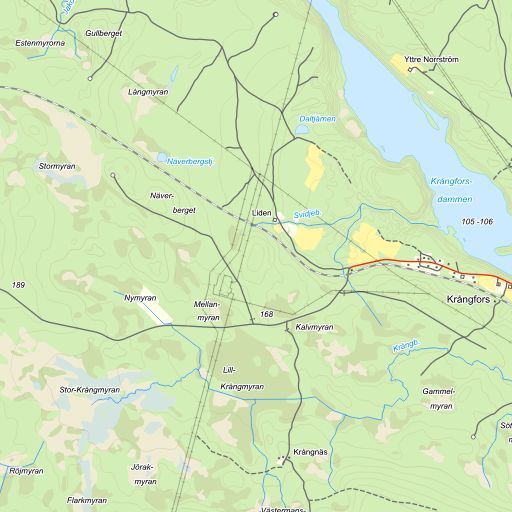 Gullberget
Estenmyrorna
Yttre Norrström
Långmyran
Daltjärnen
Näverbergstj.
Stormyran
Krångfors-
dammen
Näver-
berget
Liden
Svidjeb.
105 -106
189
Nymyran
Mellan-
myran
168
Kalvmyran
Krångfors
Krångb.
Lill-
Krångmyran
Stor-Krångmyran
Gammel-
myran
Krångnäs
Jörak-
myran
Röjmyran
Flarkmyran
Västermans-